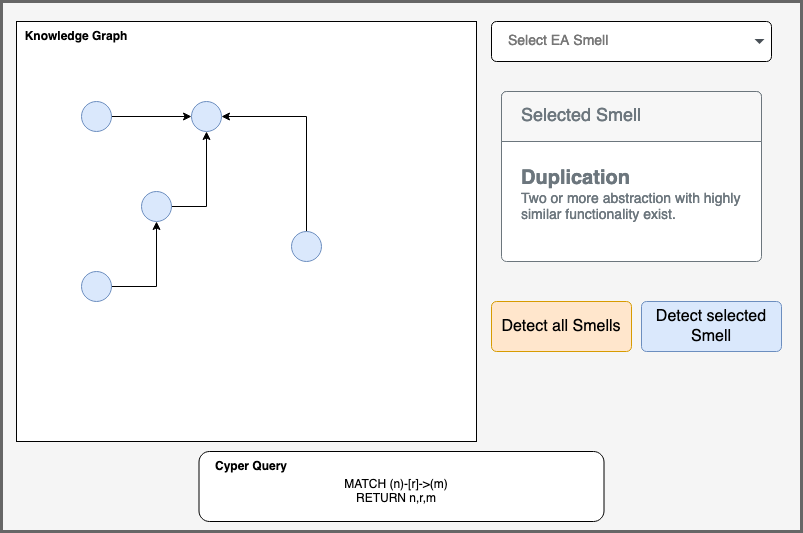 Knowledge Graph
Select EA Smell
Selected Smell
Duplication
Two or more abstraction with highly
similar functionality exist.
Detect all Smells
Detect selected
Smell
Cyper Query
MATCH (n)-[r]->(m)
RETURN n,r,m